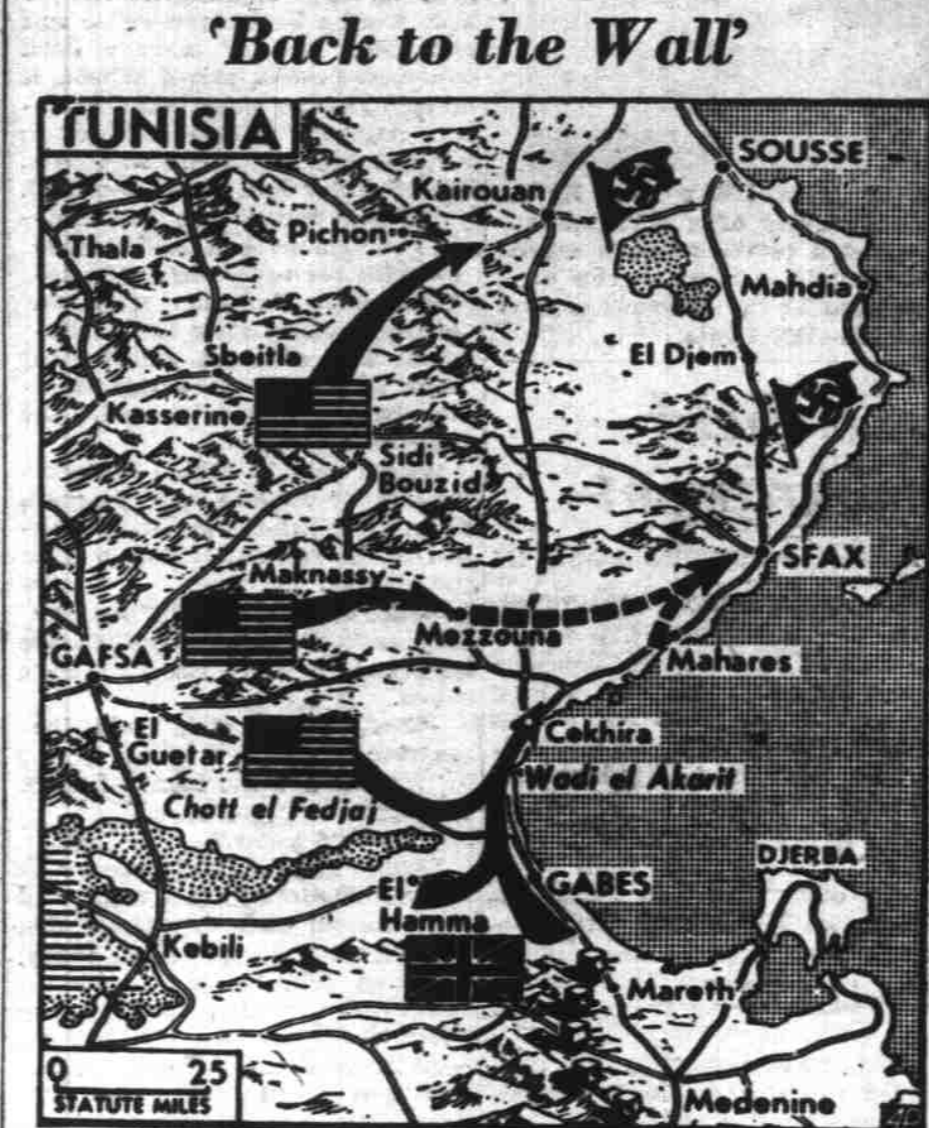 ‘Back to the Wall’
TUNISIA
SOUSSE
Kairouan
Pichon
Thala
Mahdia
Sbeitla
El Djem
Kasserine
Sidi
Bouzid
SFAX
Maknassy
Mezzouna
GAFSA
Mahares
El
Guetar
Cekhira
Wadi el Akarit
Chott el Fedjaj
DJERBA
El
Hamma
GABES
Kebili
Mareth
0 25
STATUTE MILES
Medenine